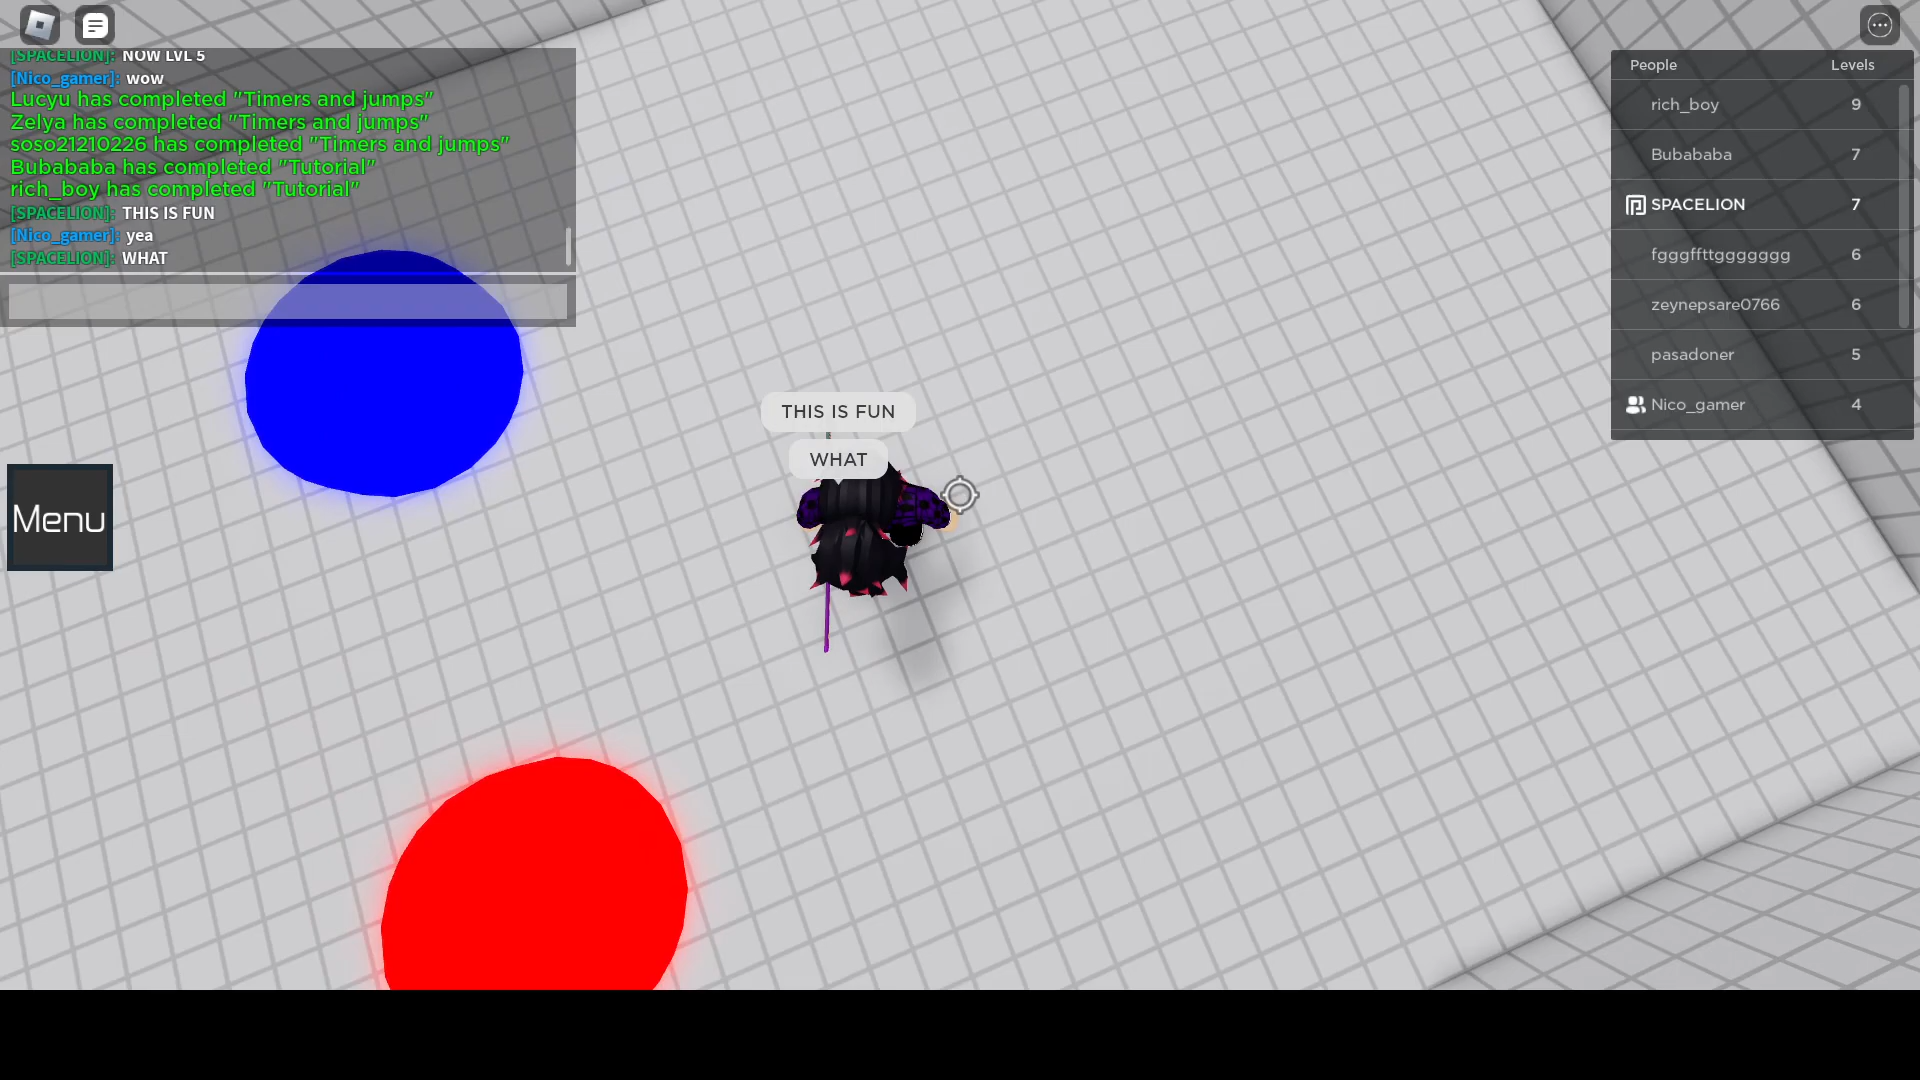 [SPACELION]: NOW LVL 5
[Nico_gamer]: wow
Lucyu has completed "Timers and jumps"
Zelya has completed "Timers and jumps"
soso21210226 has completed "Timers and jumps"
Bubababa has completed "Tutorial"
rich_boy has completed "Tutorial"
[SPACELION]: THIS IS FUN
[Nico_gamer]: yea
[SPACELION]: WHAT
People Levels
rich_boy 9
Bubababa 7
SPACELION 7
fgggffttggggggg 6
zeynepsare0766 6
pasadoner 5
Nico_gamer 4
THIS IS FUN
WHAT
Menu